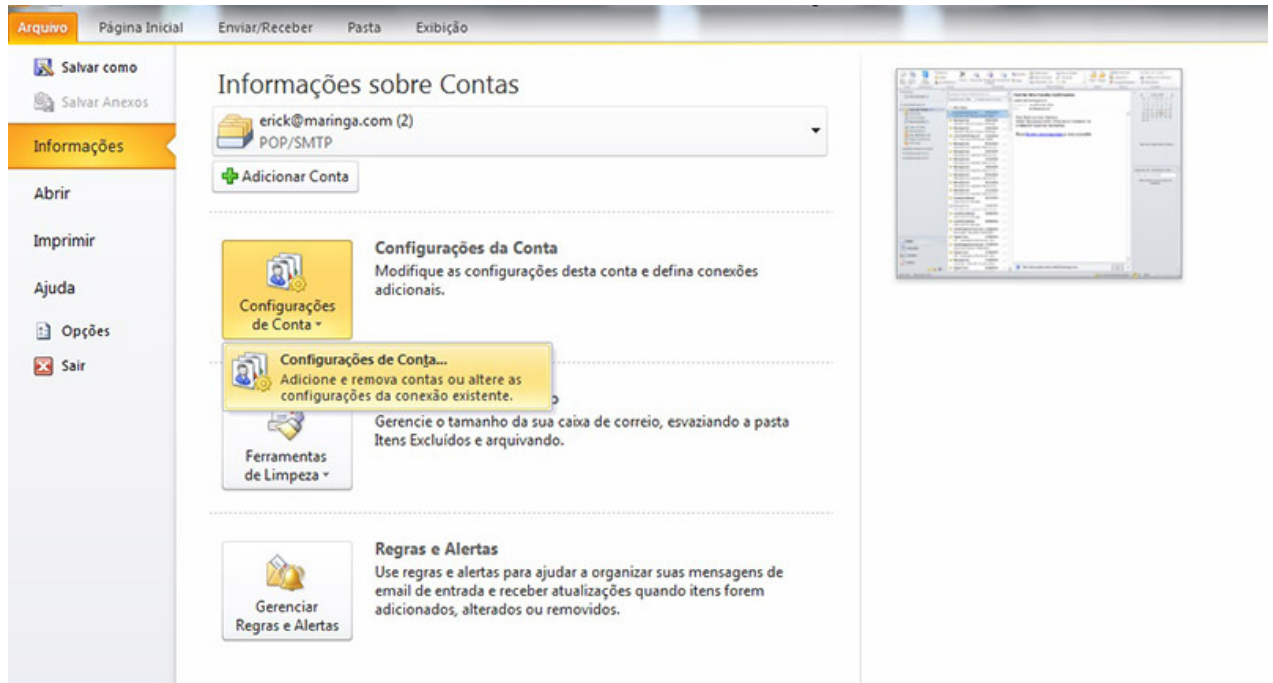 Arquivo
Página Inicial
Enviar/Receber
Pasta
Exibição
Salvar como
Salvar Anexos
Informações
Abrir
Imprimir
Ajuda
Opções
Sair
Informações sobre Contas
erick@maringa.com (2)
POP/SMTP
Adicionar Conta
Configurações
de Conta
Configurações da Conta
Modifique as configurações desta conta e defina conexões
adicionais.
Configurações de Conta...
Adicione e remova contas ou altere as
configurações da conexão existente.
Ferramentas
de Limpeza
Gerencie o tamanho da sua caixa de correio, esvaziando a pasta
Itens Excluídos e arquivando.
Gerenciar
Regras e Alertas
Regras e Alertas
Use regras e alertas para ajudar a organizar suas mensagens de
email de entrada e receber atualizações quando itens forem
adicionados, alterados ou removidos.